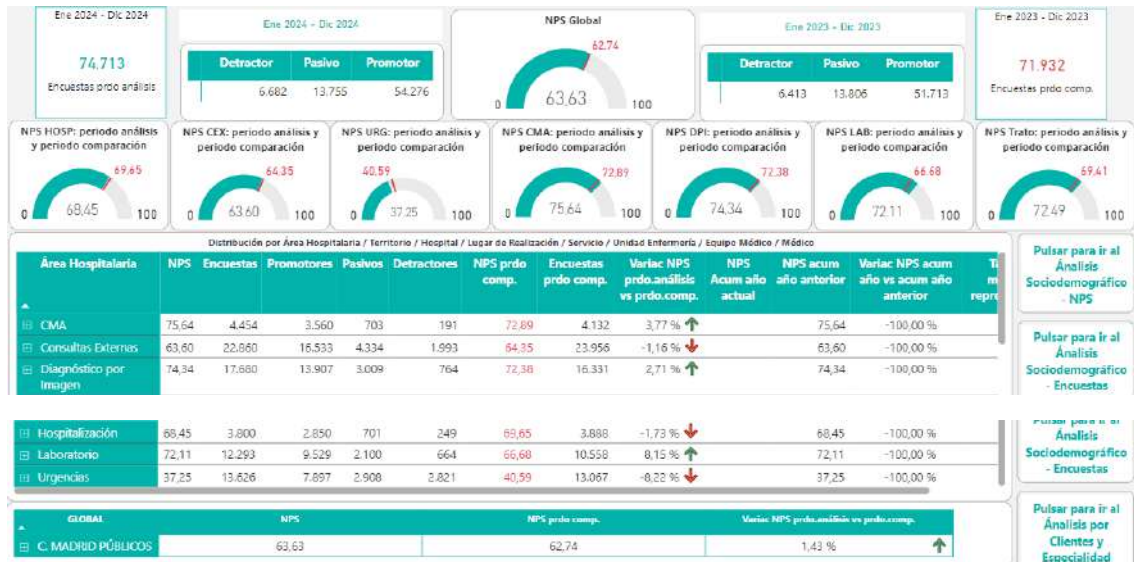 Ene 2024 - Dic 2024
74.713
Encuestas prdo análisis
Ene 2024 - Dic 2024
Detractor Pasivo Promotor
6.682 13.755 54.276
NPS Global
62,74
63,63
0 100
Ene 2023 - Dic 2023
Detractor Pasivo Promotor
6.413 13.806 51.713
Ene 2023 - Dic 2023
71.932
Encuestas prdo comp.
NPS HOSP: periodo análisis
y periodo comparación
69,65
68,45
0 100
NPS CEX: periodo análisis y
periodo comparación
64,35
63,60
0 100
NPS URG: periodo análisis y
periodo comparación
40,59
37,25
0 100
NPS CMA: periodo análisis y
periodo comparación
72,89
75,64
0 100
NPS DPI: periodo análisis y
periodo comparación
72,38
74,34
0 100
NPS LAB: periodo análisis y
periodo comparación
66,68
72,11
0 100
NPS Trato: periodo análisis y
periodo comparación
69,41
72,49
0 100
Distribución por Área Hospitalaria / Territorio / Hospital / Lugar de Realización / Servicio / Unidad Enfermería / Equipo Médico / Médico
Área Hospitalaria NPS Encuestas Promotores Pasivos Detractores NPS prdo comp. Encuestas prdo comp. Variac NPS prdo.análisis vs prdo.comp. NPS Acum año actual NPS acum año anterior Variac NPS acum año vs acum año anterior
CMA 75,64 4.454 3.560 703 191 72,89 4.132 3,77 % 75,64 -100,00 %
Consultas Externas 63,60 22.860 16.533 4.334 1.993 64,35 23.956 -1,16 % 63,60 -100,00 %
Diagnóstico por Imagen 74,34 17.680 13.907 3.009 764 72,38 16.331 2,71 % 74,34 -100,00 %
Hospitalización 68,45 3.800 2.850 701 249 69,65 3.888 -1,73 % 68,45 -100,00 %
Laboratorio 72,11 12.293 9.529 2.100 664 66,68 10.558 8,15 % 72,11 -100,00 %
Urgencias 37,25 13.626 7.897 2.908 2.821 40,59 13.067 -8,22 % 37,25 -100,00 %
Pulsar para ir al
Ánalisis
Sociodemográfico
- NPS
Pulsar para ir al
Ánalisis
Sociodemográfico
- Encuestas
Ánalisis
Sociodemográfico
- Encuestas
GLOBAL NPS NPS prdo comp. Variac NPS prdo.análisis vs prdo.comp.
C. MADRID PÚBLICOS 63,63 62,74 1,43 %
Pulsar para ir al
Ánalisis por
Clientes y
Especialidad